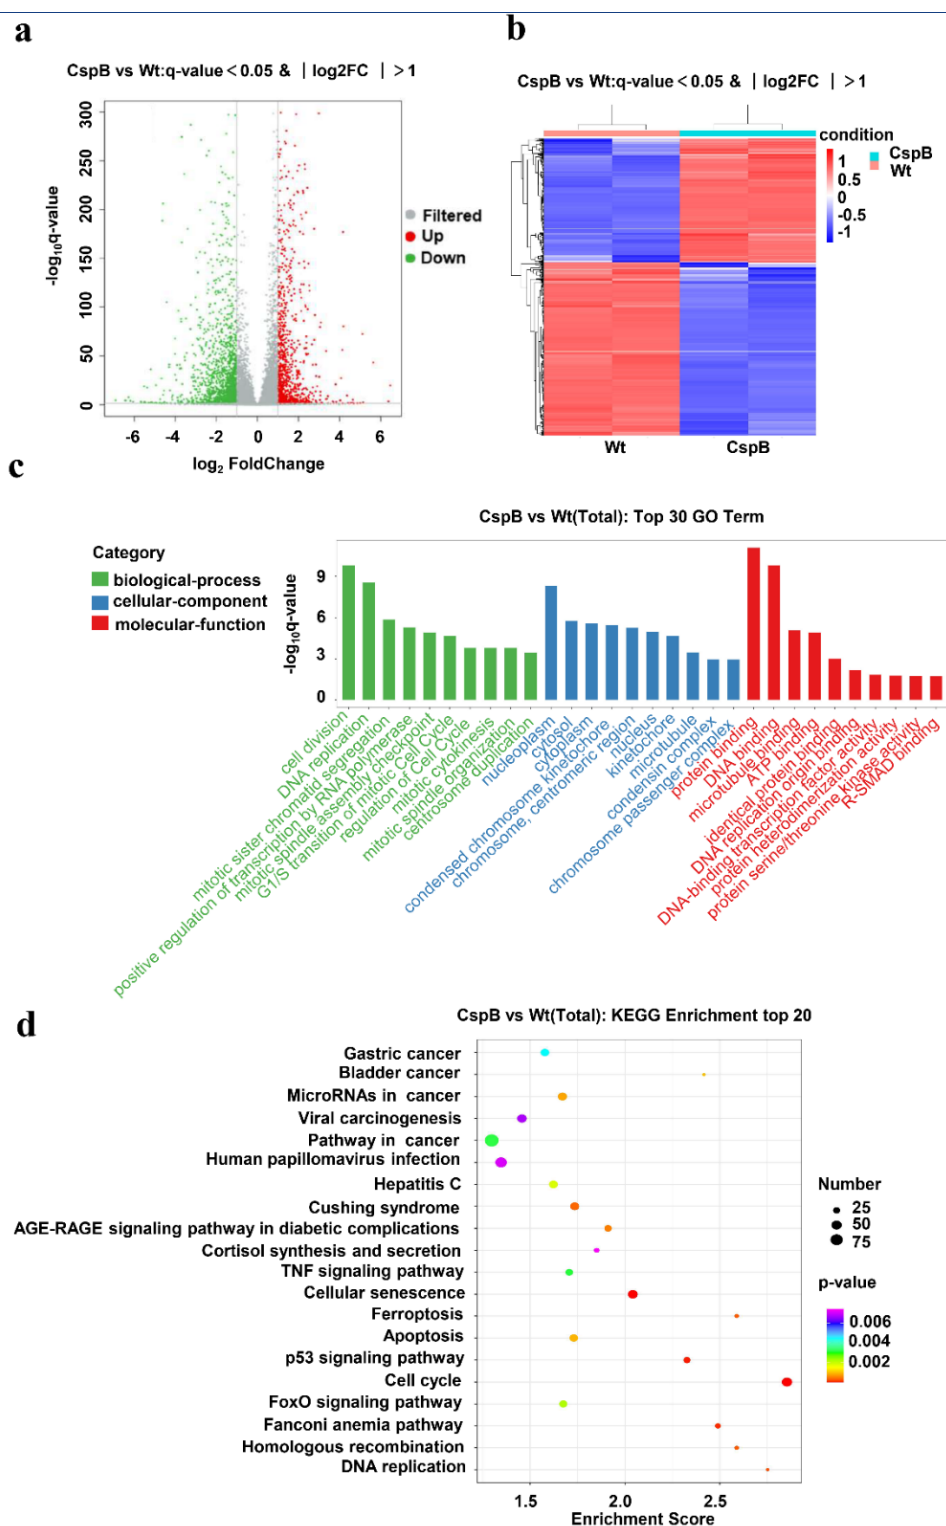 a
CspB vs Wt:q-value<0.05 & | log2FC | >1
300
250
200
150
100
50
0
-log10q-value
-6 -4 -2 0 2 4 6
log2 FoldChange
Filtered
Up
Down
b
CspB vs Wt:q-value<0.05 & | log2FC | >1
condition
1
0.5
0
-0.5
-1
CspB
Wt
Wt CspB
c
CspB vs Wt(Total): Top 30 GO Term
Category
biological-process
cellular-component
molecular-function
-log10q-value
9
6
3
0
cell division
DNA replication
mitotic sister chromatid segregation
positive regulation of transcription by RNA polymerase
mitotic spindle assembly checkpoint
G1/S transition of mitotic Cell Cycle
regulation of Cell Cycle
mitotic cytokinesis
mitotic spindle organization
centrosome duplication
nucleoplasm
cytosol
cytoplasm
condensed chromosome kinetochore
chromosome, centromeric region
nucleus
kinetochore
microtubule
condensin complex
chromosome passenger complex
protein binding
DNA binding
microtubule binding
ATP binding
identical protein binding
DNA replication origin binding
DNA-binding transcription factor activity
protein heterodimerization activity
protein serine/threonine kinase activity
R-SMAD binding
d
CspB vs Wt(Total): KEGG Enrichment top 20
Gastric cancer
Bladder cancer
MicroRNAs in cancer
Viral carcinogenesis
Pathway in cancer
Human papillomavirus infection
Hepatitis C
Cushing syndrome
AGE-RAGE signaling pathway in diabetic complications
Cortisol synthesis and secretion
TNF signaling pathway
Cellular senescence
Ferroptosis
Apoptosis
p53 signaling pathway
Cell cycle
FoxO signaling pathway
Fanconi anemia pathway
Homologous recombination
DNA replication
1.5 2.0 2.5
Enrichment Score
Number
25
50
75
p-value
0.006
0.004
0.002